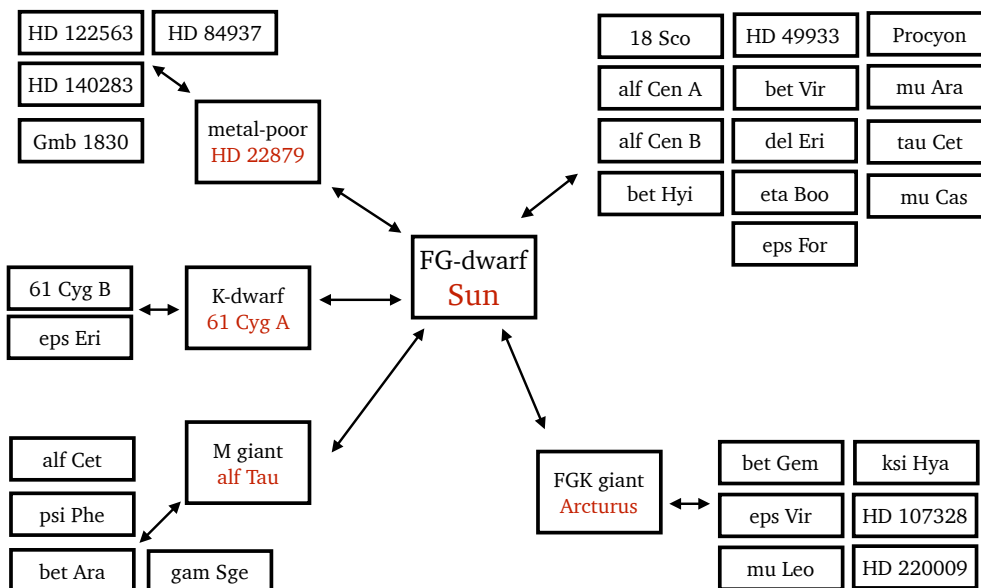 HD 122563
HD 84937
HD 140283
Gmb 1830
metal-poor
HD 22879
18 Sco
HD 49933
Procyon
alf Cen A
bet Vir
mu Ara
alf Cen B
del Eri
tau Cet
bet Hyi
eta Boo
mu Cas
eps For
FG-dwarf
Sun
61 Cyg B
eps Eri
K-dwarf
61 Cyg A
alf Cet
psi Phe
bet Ara
gam Sge
M giant
alf Tau
FGK giant
Arcturus
bet Gem
ksi Hya
eps Vir
HD 107328
mu Leo
HD 220009